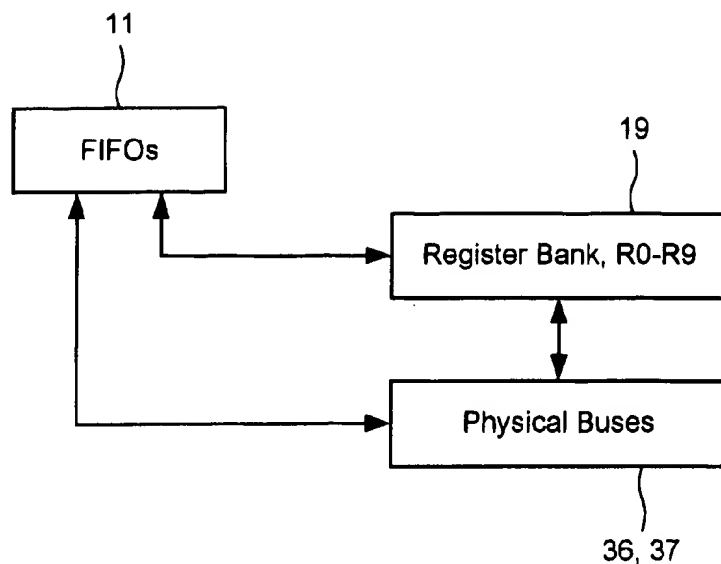 11
FIFOs
19
Register Bank, R0-R9
Physical Buses
36, 37